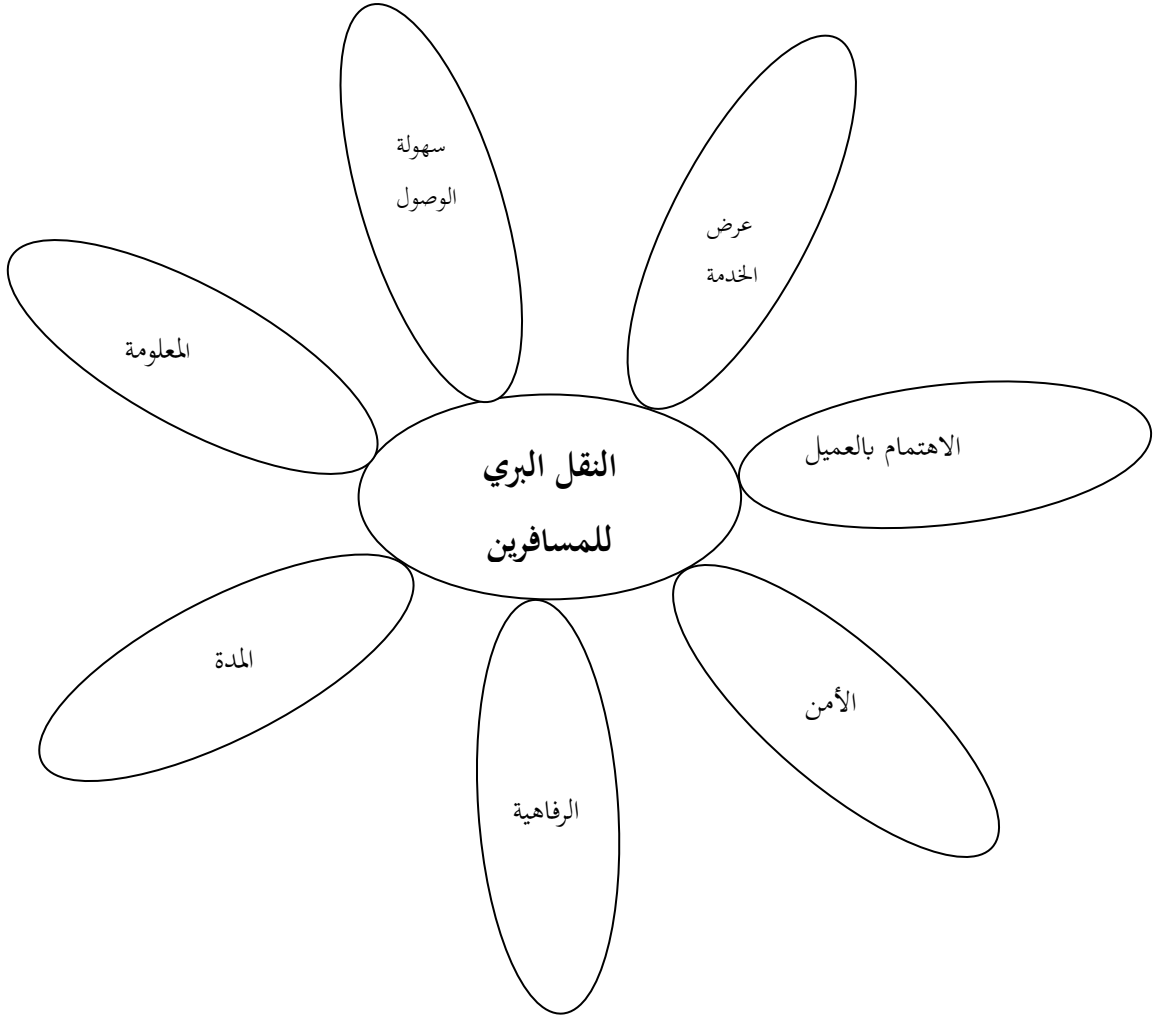 سهولة
الوصول
عرض
الخدمة
المعلومة
الاهتمام بالعميل
النقل البري
للمسافرين
المدة
الأمن
الرفاهية